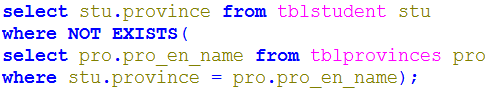 select stu.province from tblstudent stu
where NOT EXISTS(
select pro.pro_en_name from tblprovinces pro
where stu.province = pro.pro_en_name);